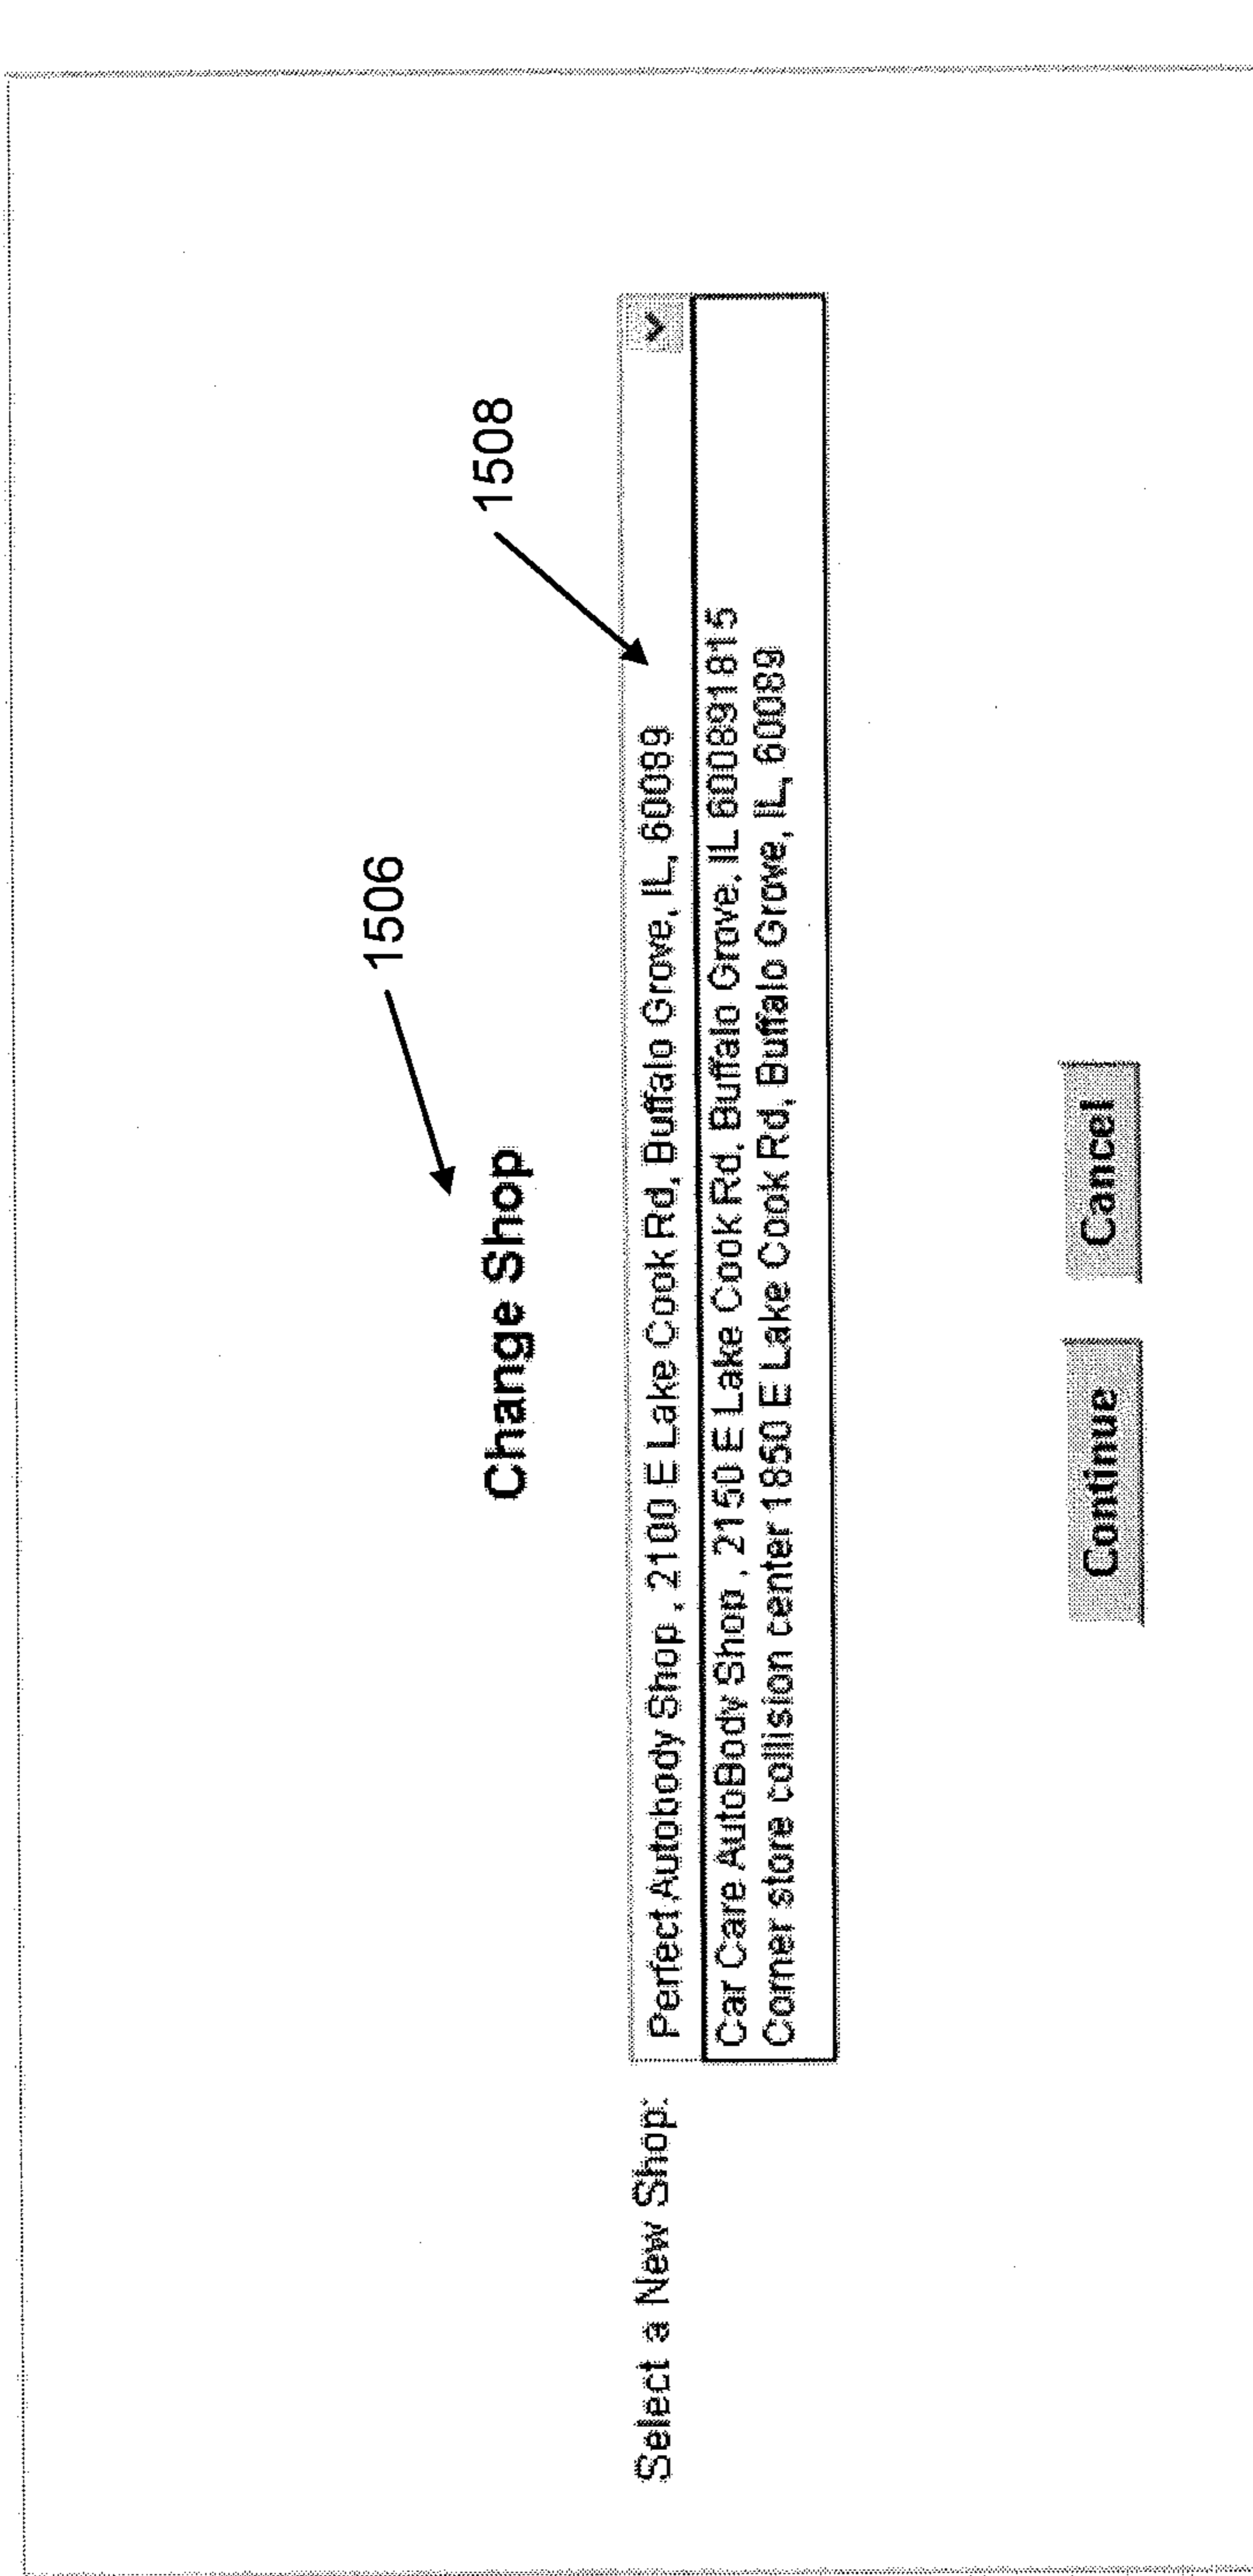 1506
Change Shop
1508
Select a New Shop:
Perfect Autobody Shop , 2100 E Lake Cook Rd, Buffalo Grove, IL, 60089
Car Care AutoBody Shop , 2150 E Lake Cook Rd, Buffalo Grove, IL 600891815
Corner store collision center 1850 E Lake Cook Rd, Buffalo Grove, IL, 60089
Continue
Cancel